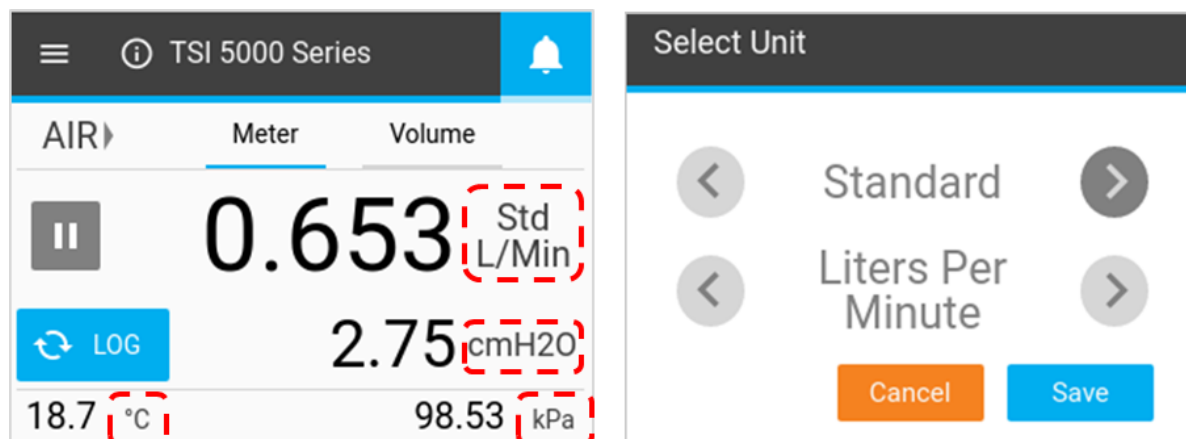 TSI 5000 Series
AIR
Meter Volume
0.653 Std L/Min
LOG
2.75 cmH2O
18.7 °C 98.53 kPa
Select Unit
Standard
Liters Per
Minute
Cancel Save